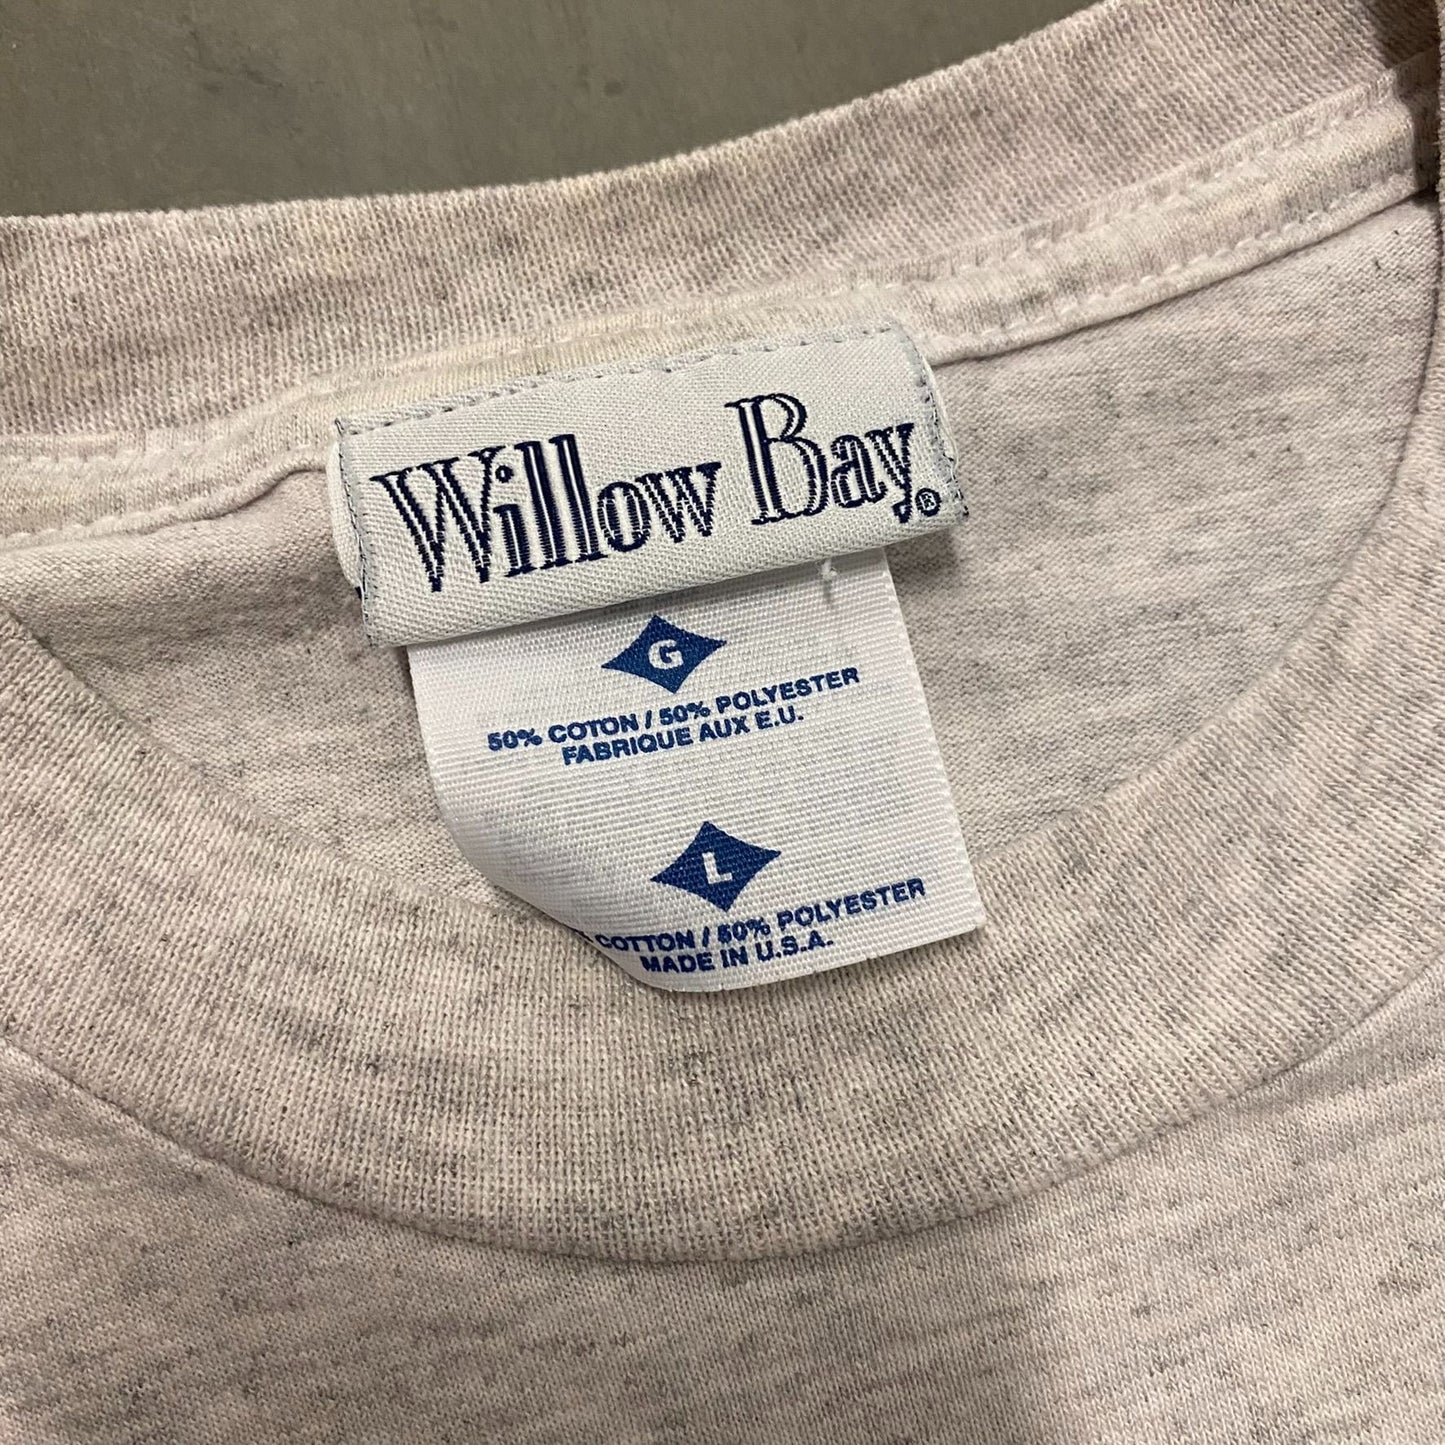 Willow Bay®
G
50% COTON / 50% POLYESTER
FABRIQUE AUX E.U.
L
COTTON / 50% POLYESTER
MADE IN U.S.A.